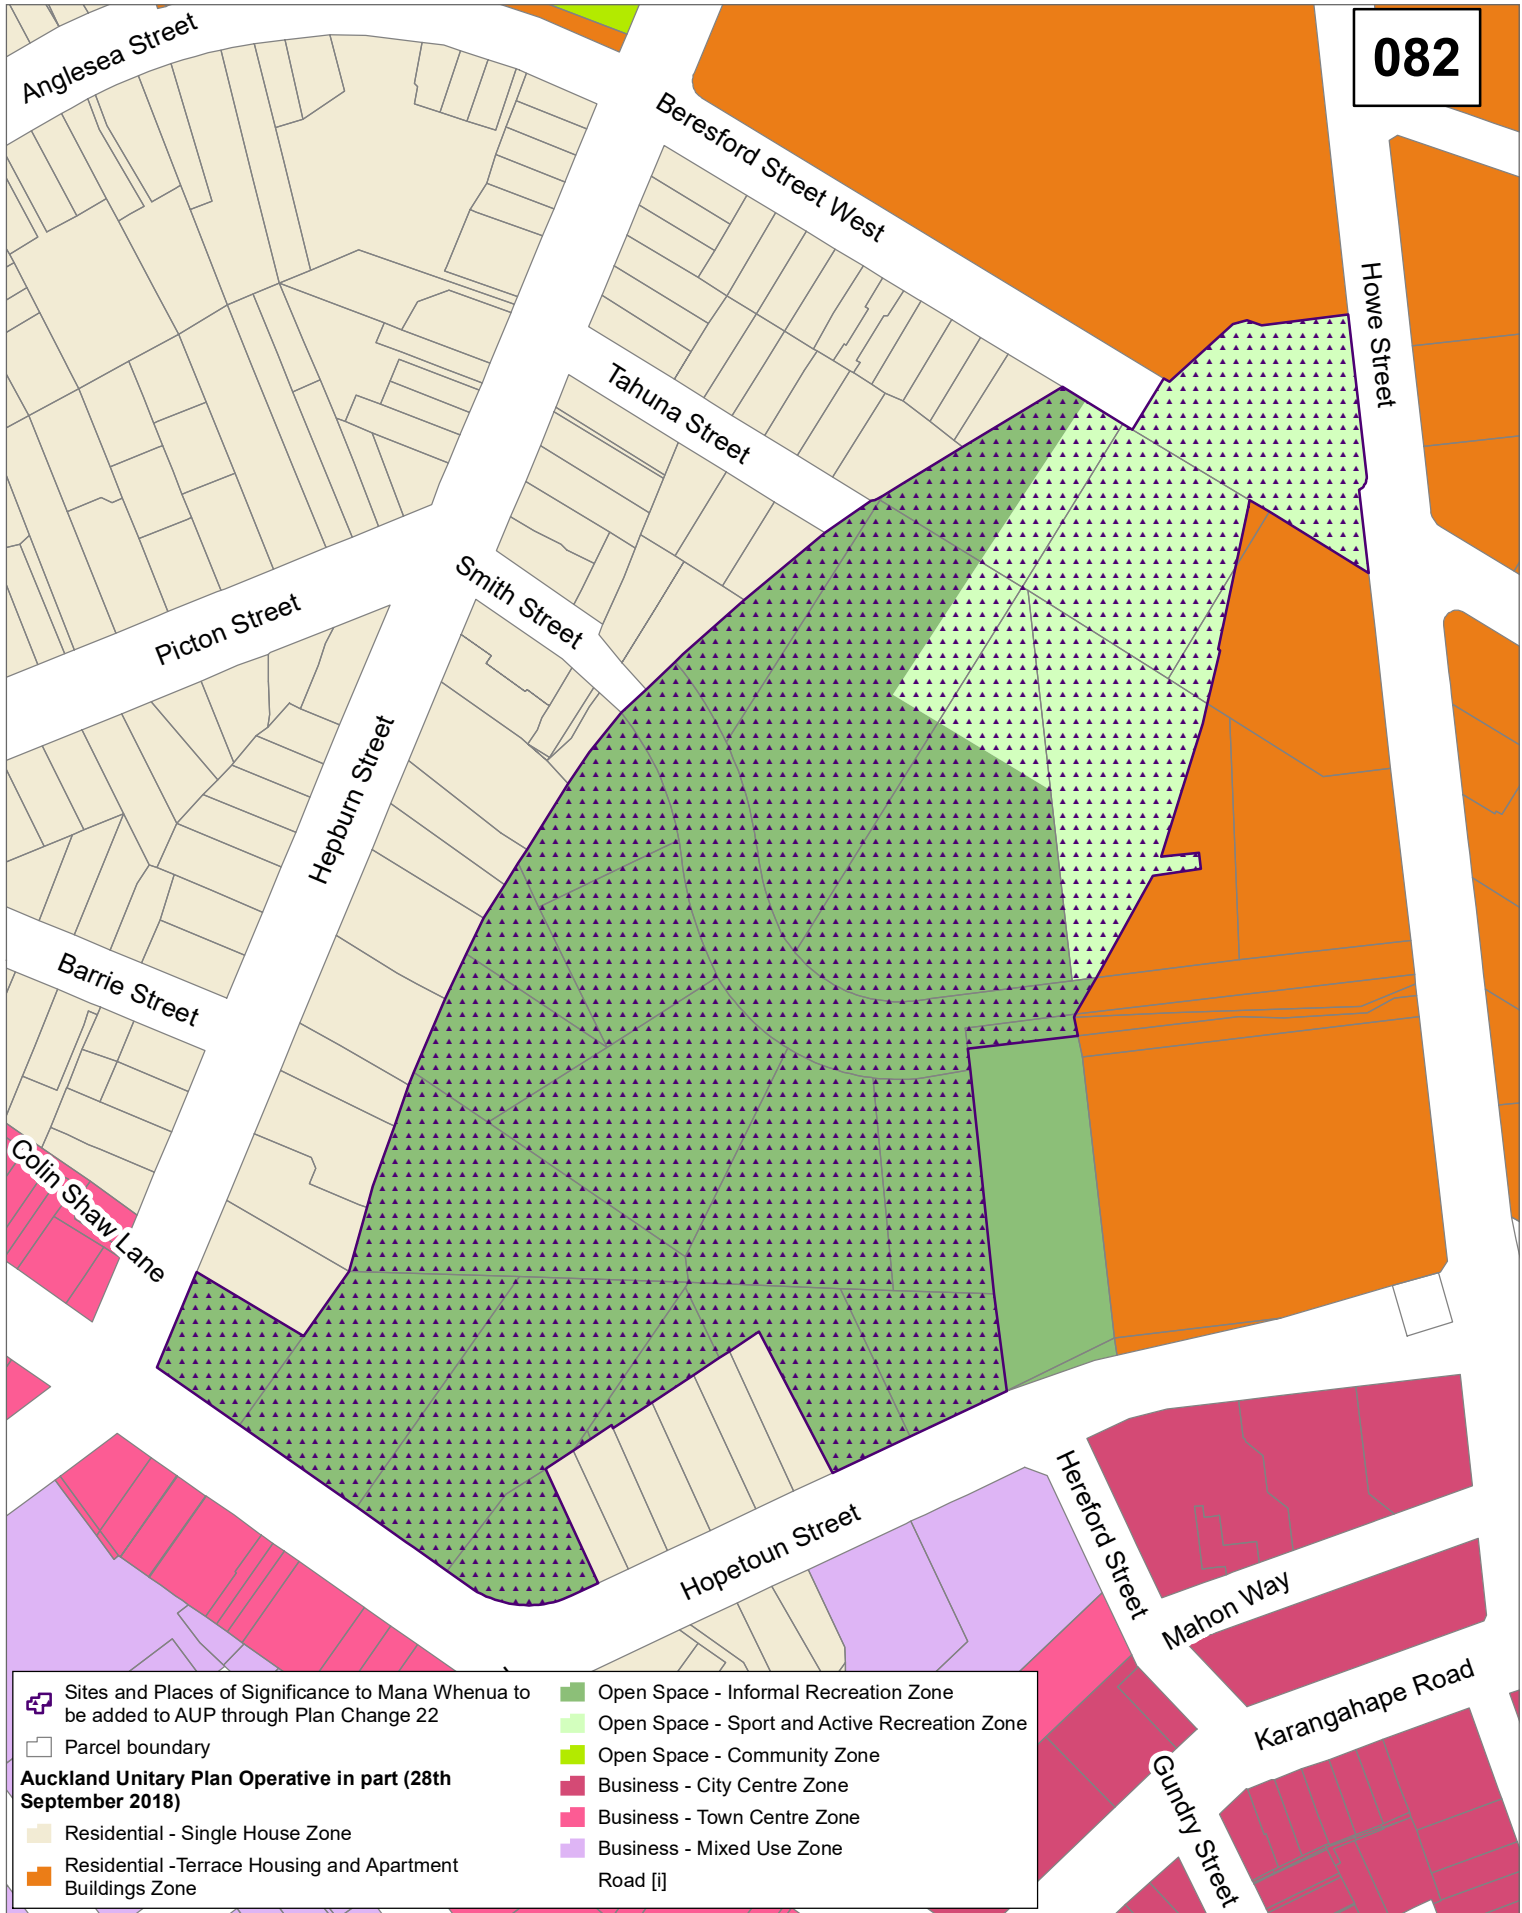 Anglesea Street
082
Beresford Street West
Howe Street
Tahuna Street
Smith Street
Picton Street
Hepburn Street
Barrie Street
Colin Shaw Lane
Hopetoun Street
Hereford Street
Mahon Way
Karangahape Road
Gundry Street
Sites and Places of Significance to Mana Whenua to
be added to AUP through Plan Change 22
Parcel boundary
Auckland Unitary Plan Operative in part (28th
September 2018)
Residential - Single House Zone
Residential -Terrace Housing and Apartment
Buildings Zone
Open Space - Informal Recreation Zone
Open Space - Sport and Active Recreation Zone
Open Space - Community Zone
Business - City Centre Zone
Business - Town Centre Zone
Business - Mixed Use Zone
Road [i]